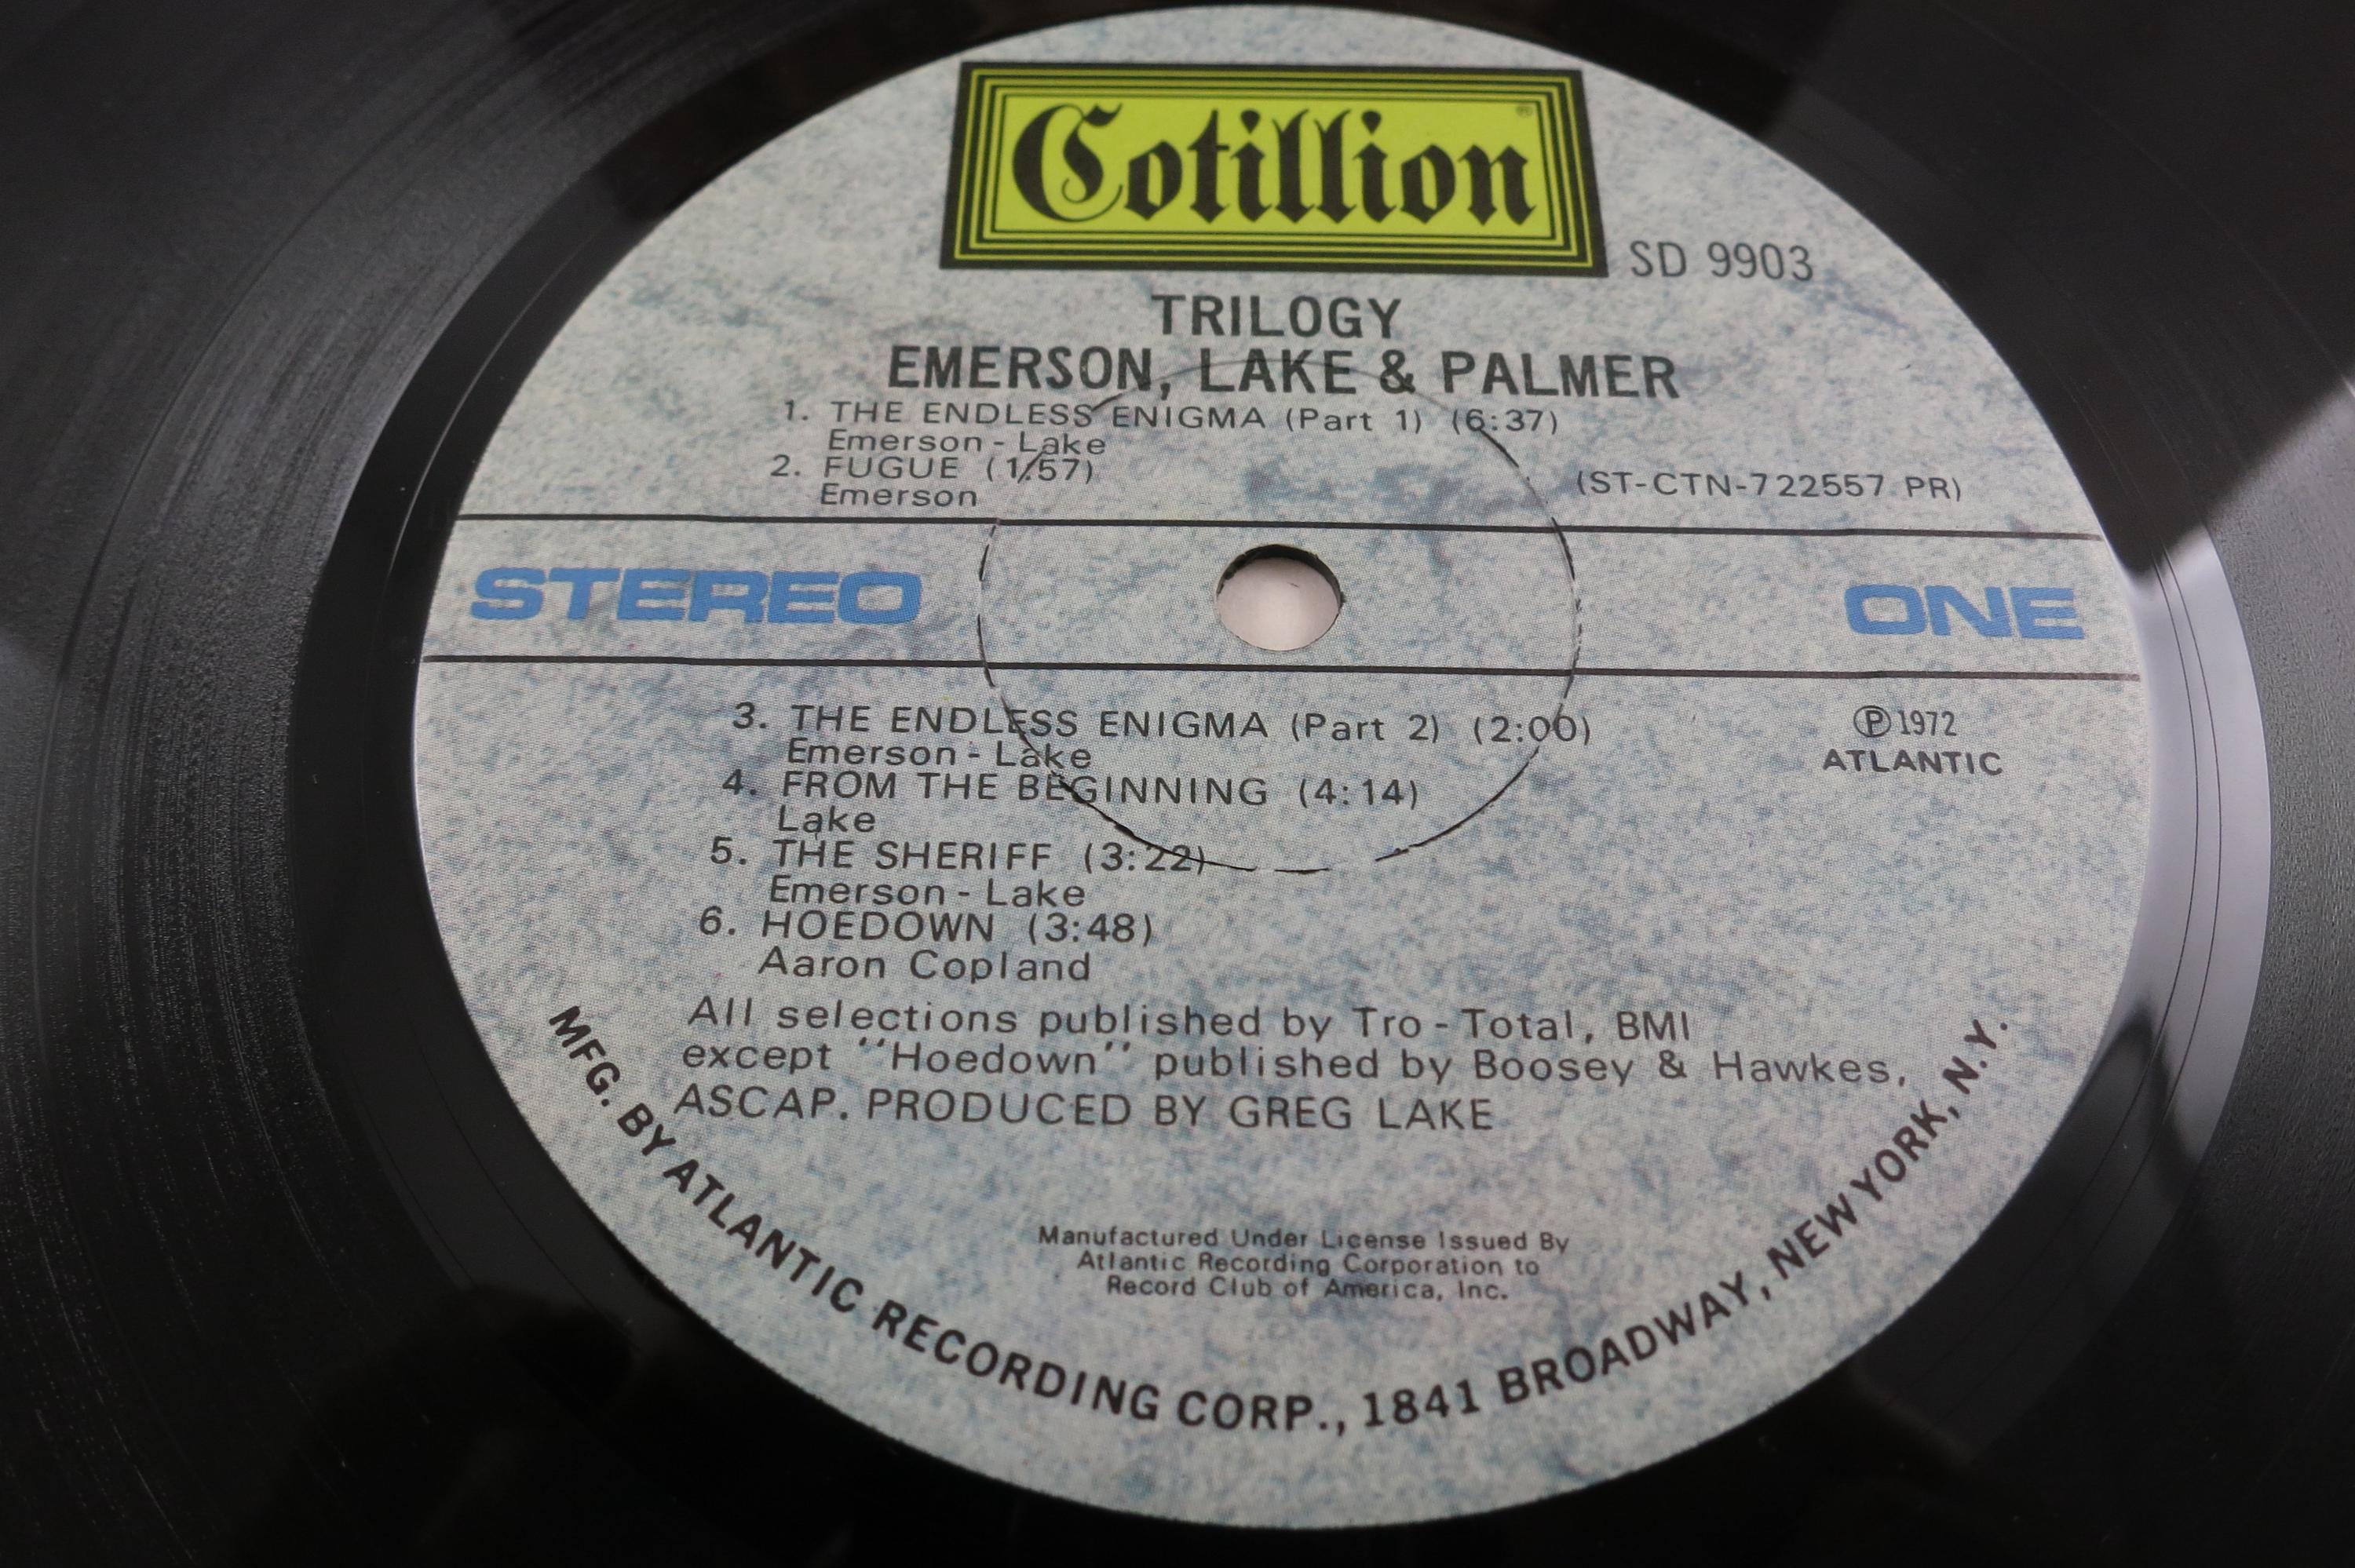 Cotillion ®
SD 9903
TRILOGY
EMERSON, LAKE & PALMER
1. THE ENDLESS ENIGMA (Part 1) (6:37)
Emerson - Lake
2. FUGUE (1:57)
Emerson
(ST-CTN-722557 PR)
STEREO
ONE
3. THE ENDLESS ENIGMA (Part 2) (2:00)
Emerson - Lake
4. FROM THE BEGINNING (4:14)
Lake
5. THE SHERIFF (3:22)
Emerson - Lake
6. HOEDOWN (3:48)
Aaron Copland
℗ 1972
ATLANTIC
All selections published by Tro - Total, BMI
except "Hoedown" published by Boosey & Hawkes,
ASCAP. PRODUCED BY GREG LAKE
Manufactured Under License Issued By
Atlantic Recording Corporation to
Record Club of America, Inc.
MFG. BY ATLANTIC RECORDING CORP., 1841 BROADWAY, NEW YORK, N.Y.